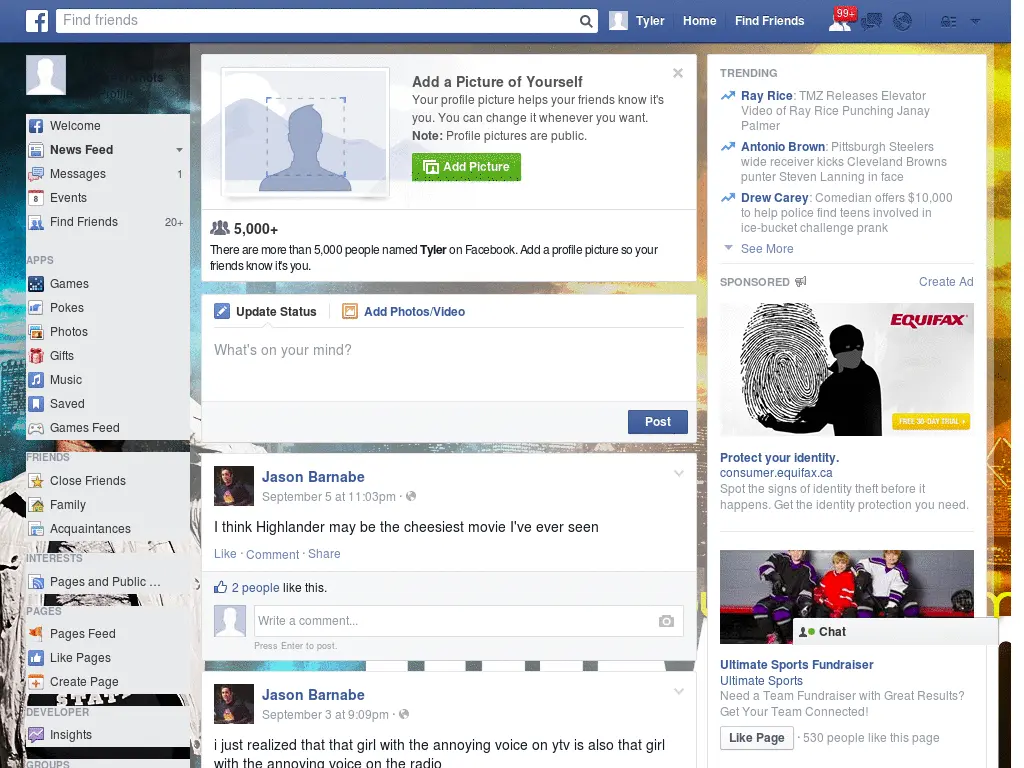 Find friends
Tyler
Home
Find Friends
99+
Welcome
News Feed
Messages
1
Events
Find Friends
20+
APPS
Games
Pokes
Photos
Gifts
Music
Saved
Games Feed
FRIENDS
Close Friends
Family
Acquaintances
INTERESTS
Pages and Public ...
PAGES
Pages Feed
Like Pages
Create Page
DEVELOPER
Insights
GROUPS
Add a Picture of Yourself
Your profile picture helps your friends know it's
you. You can change it whenever you want.
Note: Profile pictures are public.
Add Picture
5,000+
There are more than 5,000 people named Tyler on Facebook. Add a profile picture so your
friends know it's you.
Update Status
Add Photos/Video
What's on your mind?
Post
Jason Barnabe
September 5 at 11:03pm ·
I think Highlander may be the cheesiest movie I've ever seen
Like · Comment · Share
2 people like this.
Write a comment...
Press Enter to post.
Jason Barnabe
September 3 at 9:09pm ·
i just realized that that girl with the annoying voice on ytv is also that girl
with the annoying voice on the radio
TRENDING
Ray Rice: TMZ Releases Elevator
Video of Ray Rice Punching Janay
Palmer
Antonio Brown: Pittsburgh Steelers
wide receiver kicks Cleveland Browns
punter Steven Lanning in face
Drew Carey: Comedian offers $10,000
to help police find teens involved in
ice-bucket challenge prank
See More
SPONSORED
Create Ad
EQUIFAX
FREE 30-DAY TRIAL
Protect your identity.
consumer.equifax.ca
Spot the signs of identity theft before it
happens. Get the identity protection you need.
Chat
Ultimate Sports Fundraiser
Ultimate Sports
Need a Team Fundraiser with Great Results?
Get Your Team Connected!
Like Page · 530 people like this page